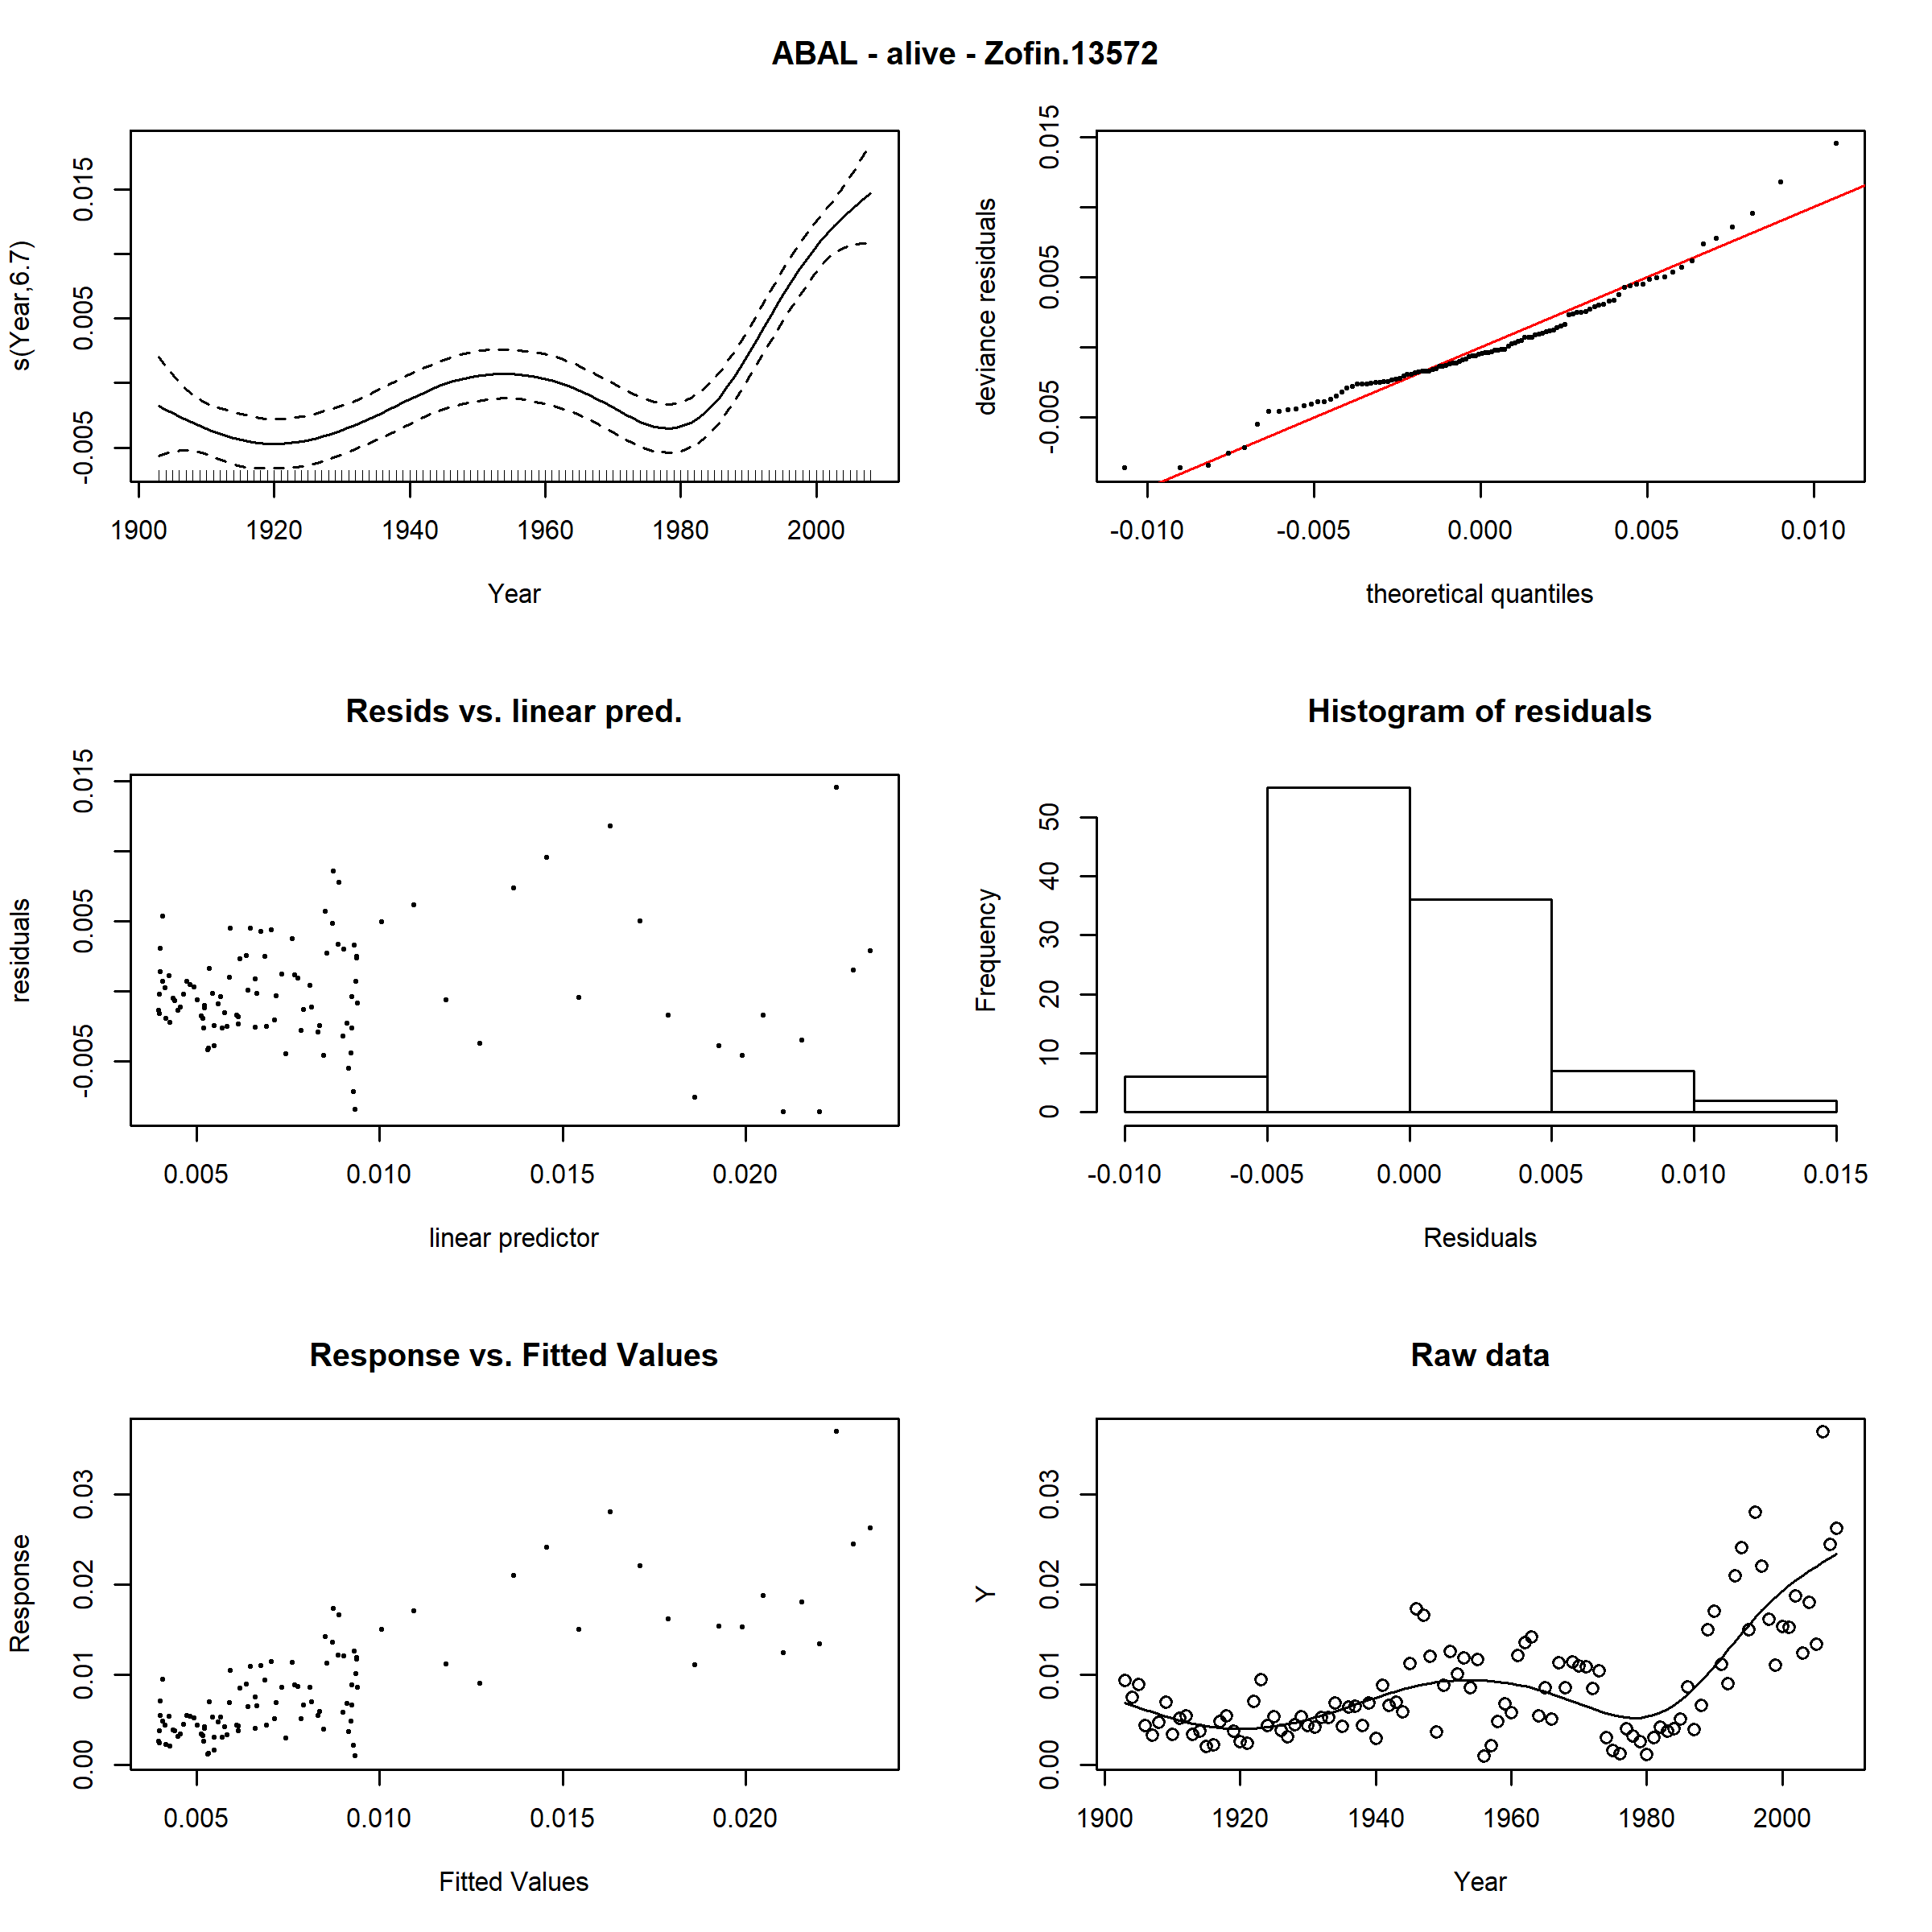 ABAL - alive - Zofin.13572
s(Year,6.7)
-0.005 0.005 0.015
1900 1920 1940 1960 1980 2000
Year
deviance residuals
-0.005 0.005 0.015
-0.010 -0.005 0.000 0.005 0.010
theoretical quantiles
Resids vs. linear pred.
residuals
-0.005 0.005 0.015
0.005 0.010 0.015 0.020
linear predictor
Histogram of residuals
Frequency
0 10 20 30 40 50
-0.010 -0.005 0.000 0.005 0.010 0.015
Residuals
Response vs. Fitted Values
Response
0.00 0.01 0.02 0.03
0.005 0.010 0.015 0.020
Fitted Values
Raw data
Y
0.00 0.01 0.02 0.03
1900 1920 1940 1960 1980 2000
Year